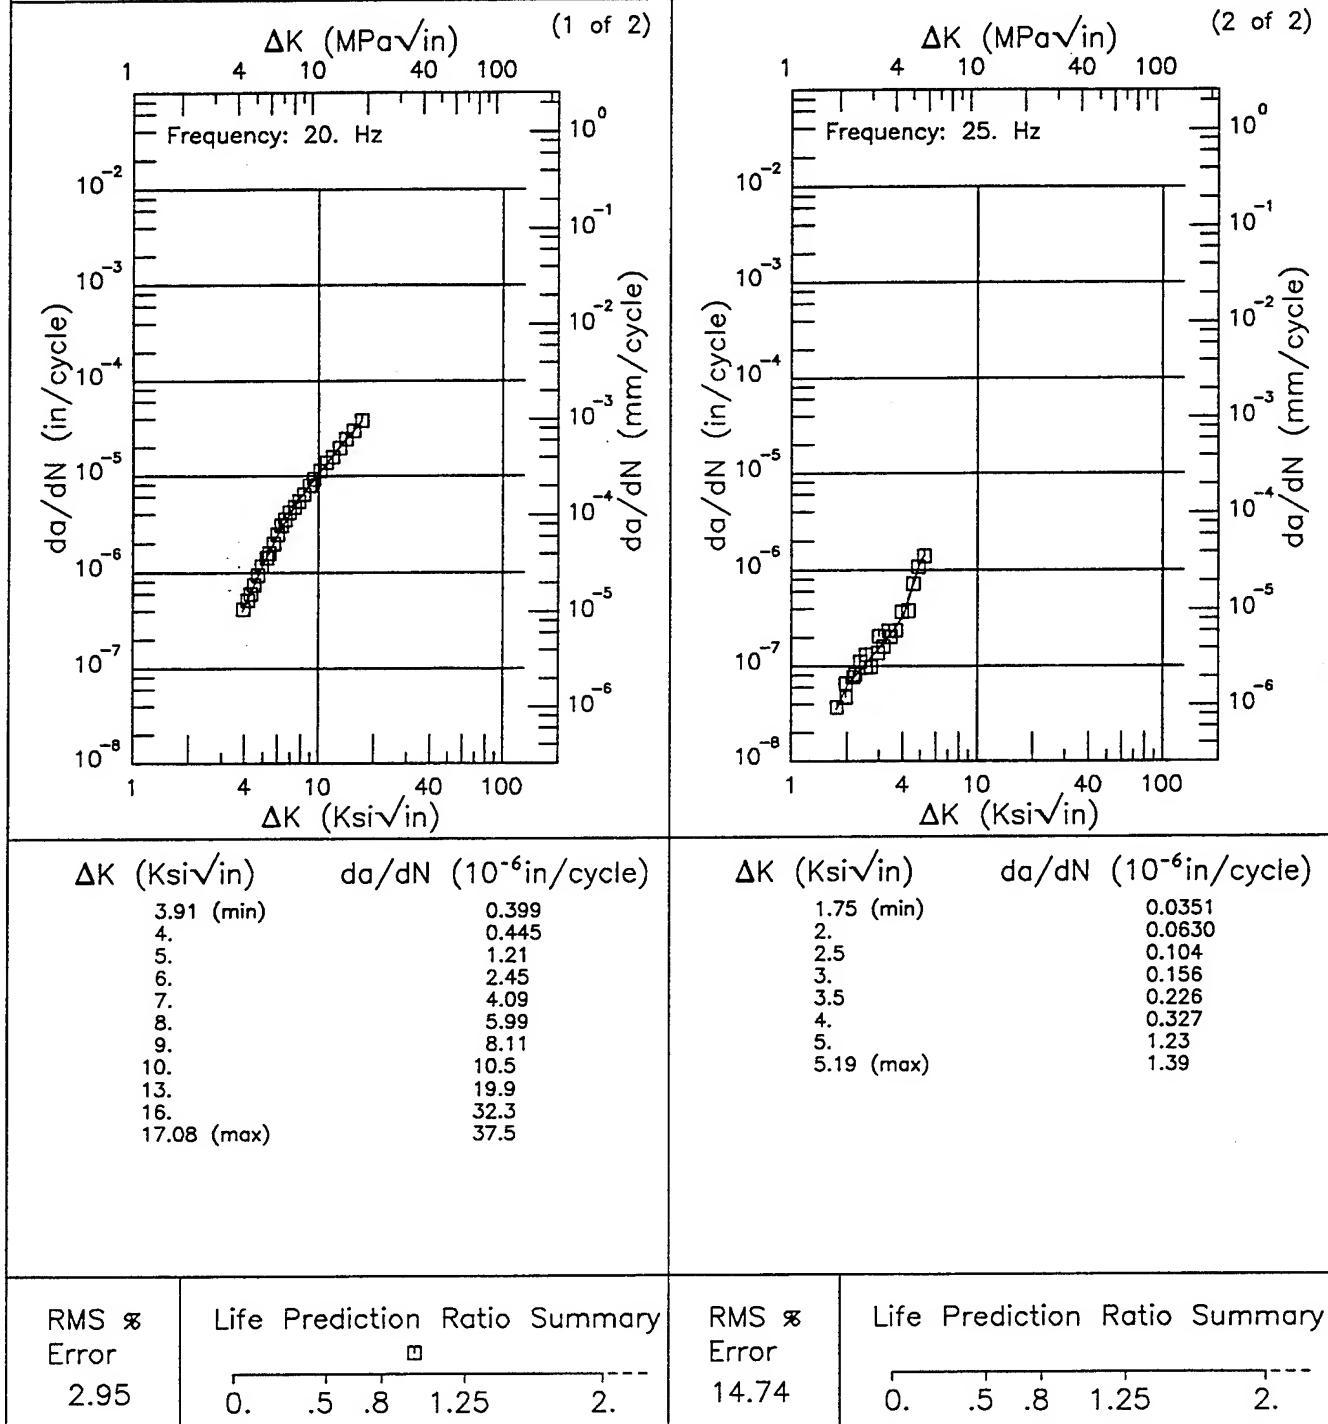 (1 of 2)
ΔK (MPa√in)
1 4 10 40 100
Frequency: 20. Hz
10⁰
10⁻²
10⁻¹
10⁻³
10⁻²
10⁻⁴
10⁻³
10⁻⁵
10⁻⁴
10⁻⁶
10⁻⁵
10⁻⁷
10⁻⁶
10⁻⁸
da/dN (in/cycle)
da/dN (mm/cycle)
1 4 10 40 100
ΔK (Ksi√in)
(2 of 2)
ΔK (MPa√in)
1 4 10 40 100
Frequency: 25. Hz
10⁰
10⁻²
10⁻¹
10⁻³
10⁻²
10⁻⁴
10⁻³
10⁻⁵
10⁻⁴
10⁻⁶
10⁻⁵
10⁻⁷
10⁻⁶
10⁻⁸
da/dN (in/cycle)
da/dN (mm/cycle)
1 4 10 40 100
ΔK (Ksi√in)
ΔK (Ksi√in) da/dN (10⁻⁶in/cycle)
3.91 (min) 0.399
4. 0.445
5. 1.21
6. 2.45
7. 4.09
8. 5.99
9. 8.11
10. 10.5
13. 19.9
16. 32.3
17.08 (max) 37.5
ΔK (Ksi√in) da/dN (10⁻⁶in/cycle)
1.75 (min) 0.0351
2. 0.0630
2.5 0.104
3. 0.156
3.5 0.226
4. 0.327
5. 1.23
5.19 (max) 1.39
RMS %
Error
2.95
Life Prediction Ratio Summary
0. .5 .8 1.25 2.
RMS %
Error
14.74
Life Prediction Ratio Summary
0. .5 .8 1.25 2.